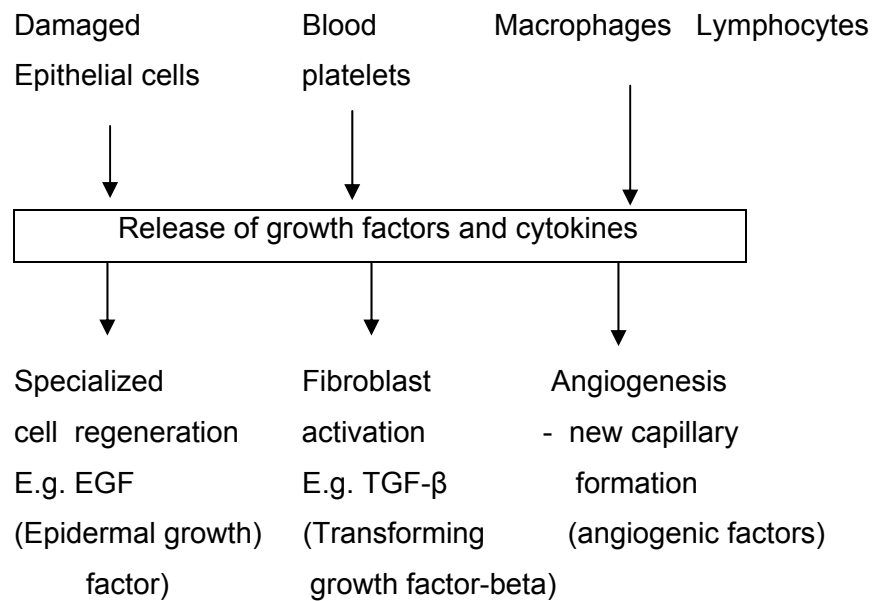 Damaged Blood Macrophages Lymphocytes
Epithelial cells platelets
Release of growth factors and cytokines
Specialized Fibroblast Angiogenesis
cell regeneration activation - new capillary
E.g. EGF E.g. TGF-β formation
(Epidermal growth) (Transforming (angiogenic factors)
factor) growth factor-beta)